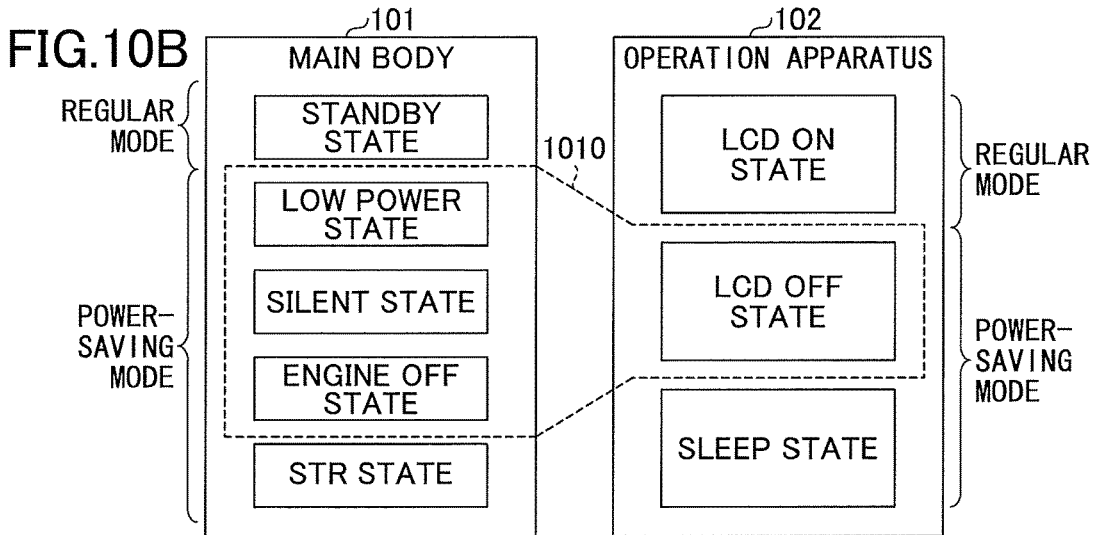 FIG.10B
101
MAIN BODY
REGULAR
MODE
STANDBY
STATE
LOW POWER
STATE
SILENT STATE
POWER-
SAVING
MODE
ENGINE OFF
STATE
STR STATE
1010
102
OPERATION APPARATUS
LCD ON
STATE
REGULAR
MODE
LCD OFF
STATE
POWER-
SAVING
MODE
SLEEP STATE